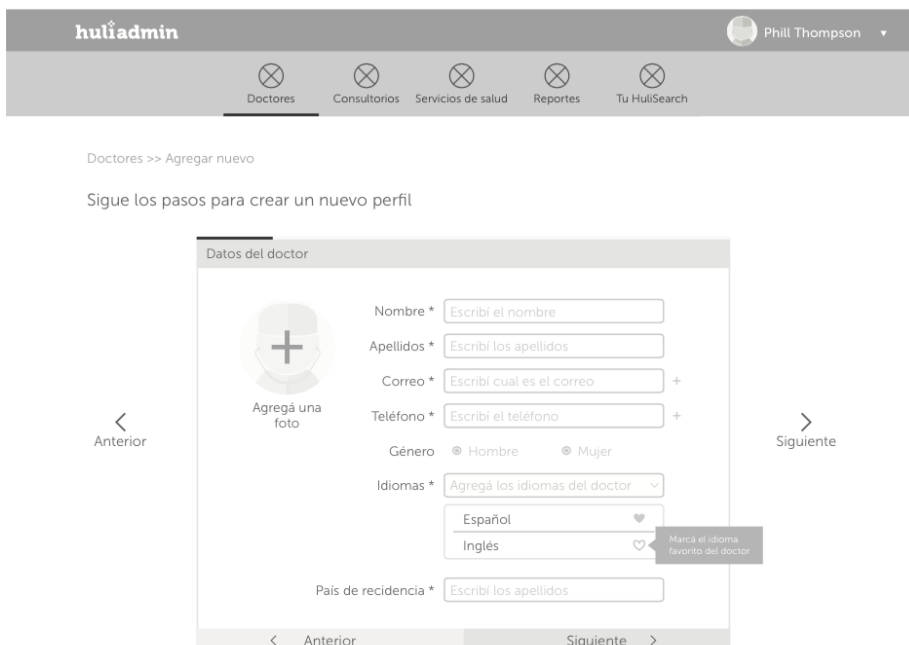 huliadmin
Phill Thompson
Doctores
Consultorios
Servicios de salud
Reportes
Tu HuliSearch
Doctores >> Agregar nuevo
Sigue los pasos para crear un nuevo perfil
Datos del doctor
Agregá una
foto
Nombre * Escribí el nombre
Apellidos * Escribí los apellidos
Correo * Escribí cual es el correo +
Teléfono * Escribí el teléfono +
Género Hombre Mujer
Idiomas * Agregá los idiomas del doctor
Español
Inglés
Marcá el idioma
favorito del doctor
País de recidencia * Escribí los apellidos
Anterior
Siguiente
< Anterior
Siguiente >